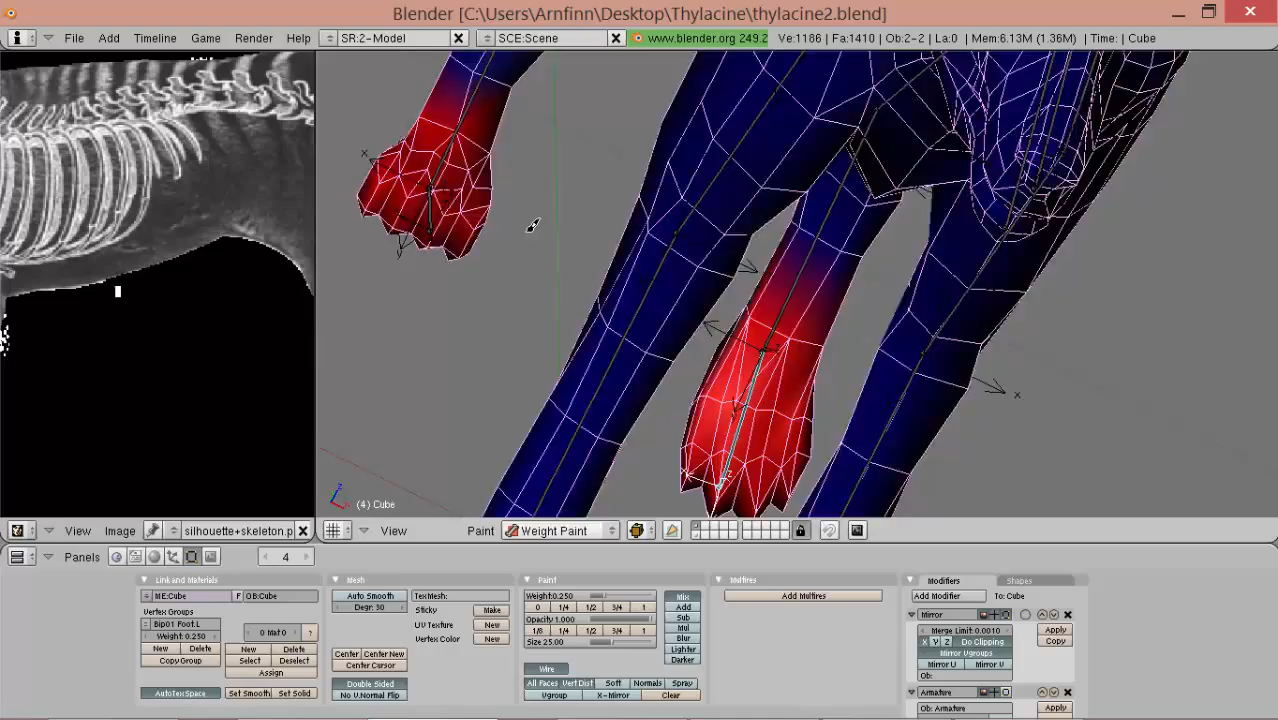 Blender [C:\Users\Arnfinn\Desktop\Thylacine\thylacine2.blend]
File Add Timeline Game Render Help SR:2-Model SCE:Scene www.blender.org 249.2 Ve:1166 | Fa:1410 | Ob:2-2 | La:0 | Mem:6.13M (1.36M) | Time: | Cube
x
y
x
z
(4) Cube
View Image silhouette+skeleton.p View Paint Weight Paint
Panels 4
Link and Materials Mesh Paint Multires Modifiers Shapes
ME:Cube F OB:Cube Auto Smooth TexMesh: Weight:0.250 Mix Add Multires Add Modifier To: Cube
Vertex Groups Degr: 30 Sticky Make 0 1/4 1/2 3/4 1 Add Mirror
Bip01 Foot.L UV Texture New Opacity 1.000 Sub Merge Limit: 0.0010 Apply
Weight: 0.250 0 Mat 0 ? Vertex Color New 1/8 1/4 1/2 3/4 1 Mul X Y Z Do Clipping Copy
New Delete New Delete Center Center New Size 25.00 Blur Mirror Vgroups
Copy Group Select Deselect Center Cursor Lighter Mirror U Mirror V
Assign Wire Darker Ob:
Double Sided All Faces Vert Dist Soft Normals Spray
AutoTexSpace Set Smooth Set Solid No V.Normal Flip Vgroup X-Mirror Clear Armature
Ob: Armature Apply